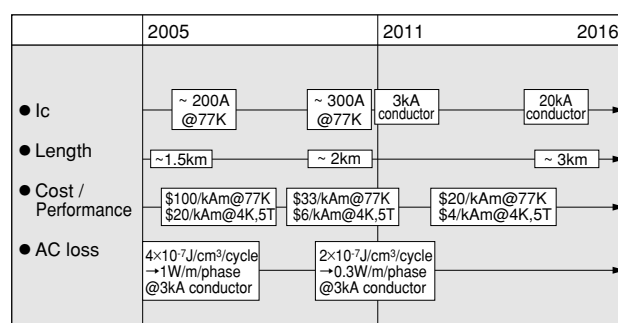 2005 2011 2016
● Ic
~ 200A
@77K
~ 300A
@77K
3kA
conductor
20kA
conductor
● Length
~1.5km
~ 2km
~ 3km
● Cost /
Performance
$100/kAm@77K
$20/kAm@4K,5T
$33/kAm@77K
$6/kAm@4K,5T
$20/kAm@77K
$4/kAm@4K,5T
● AC loss
4×10⁻⁷J/cm³/cycle
→1W/m/phase
@3kA conductor
2×10⁻⁷J/cm³/cycle
→0.3W/m/phase
@3kA conductor